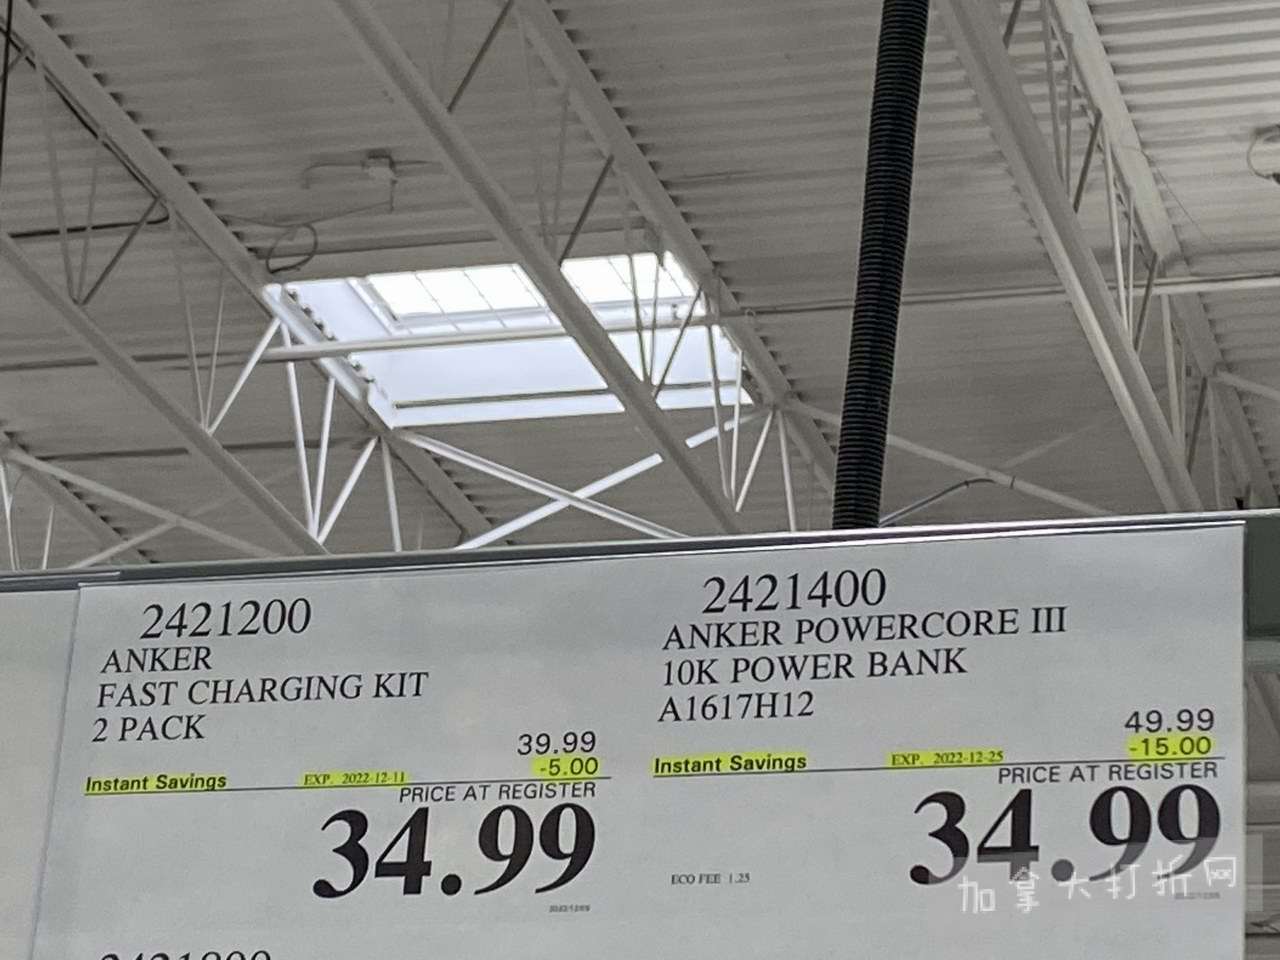 2421200
ANKER
FAST CHARGING KIT
2 PACK
39.99
Instant Savings EXP. 2022-12-11 -5.00
PRICE AT REGISTER
34.99
2421400
ANKER POWERCORE III
10K POWER BANK
A1617H12
49.99
Instant Savings EXP. 2022-12-25 -15.00
PRICE AT REGISTER
34.99
ECO FEE 1.25
加拿大打折网